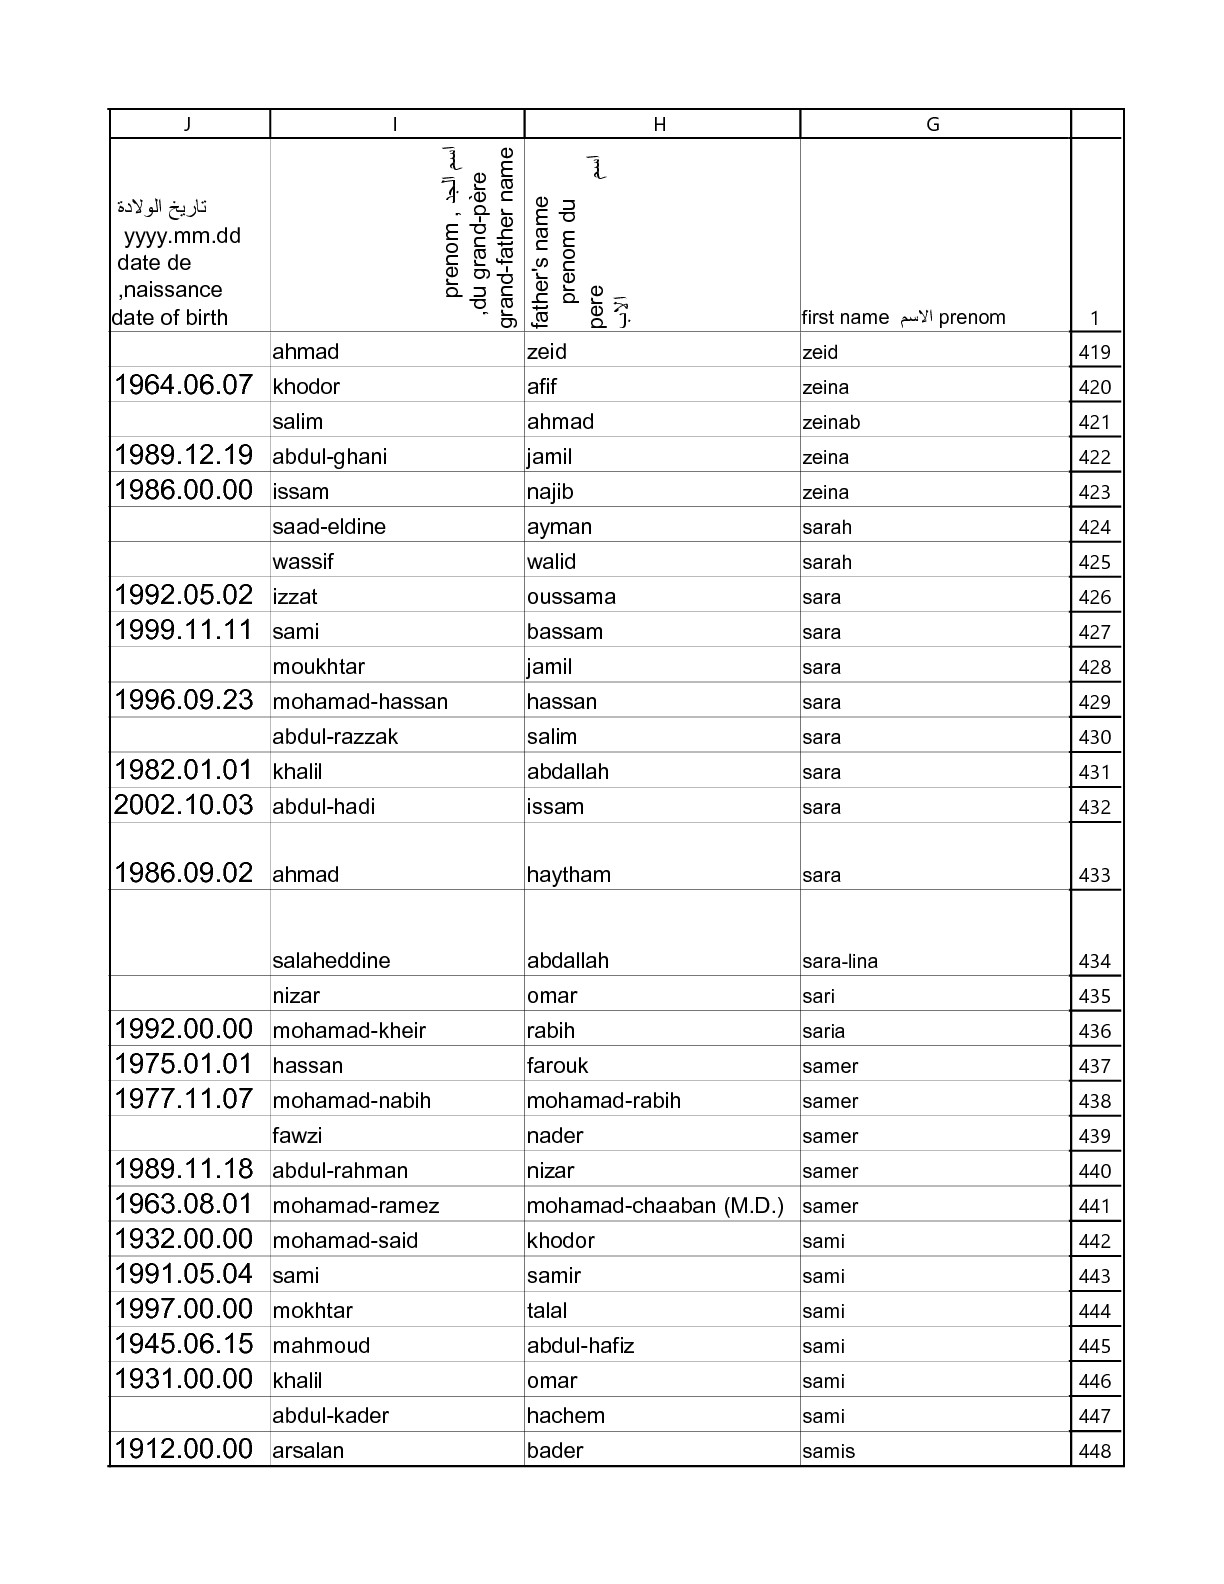 J I H G
تاريخ الولادة
yyyy.mm.dd
date de
,naissance
date of birth
prenom , اسم الجد
,du grand-père
grand-father name
father's name
prenom du اسم
pere
الاب
first name الاسم prenom 1
ahmad zeid zeid 419
1964.06.07 khodor afif zeina 420
salim ahmad zeinab 421
1989.12.19 abdul-ghani jamil zeina 422
1986.00.00 issam najib zeina 423
saad-eldine ayman sarah 424
wassif walid sarah 425
1992.05.02 izzat oussama sara 426
1999.11.11 sami bassam sara 427
moukhtar jamil sara 428
1996.09.23 mohamad-hassan hassan sara 429
abdul-razzak salim sara 430
1982.01.01 khalil abdallah sara 431
2002.10.03 abdul-hadi issam sara 432
1986.09.02 ahmad haytham sara 433
salaheddine abdallah sara-lina 434
nizar omar sari 435
1992.00.00 mohamad-kheir rabih saria 436
1975.01.01 hassan farouk samer 437
1977.11.07 mohamad-nabih mohamad-rabih samer 438
fawzi nader samer 439
1989.11.18 abdul-rahman nizar samer 440
1963.08.01 mohamad-ramez mohamad-chaaban (M.D.) samer 441
1932.00.00 mohamad-said khodor sami 442
1991.05.04 sami samir sami 443
1997.00.00 mokhtar talal sami 444
1945.06.15 mahmoud abdul-hafiz sami 445
1931.00.00 khalil omar sami 446
abdul-kader hachem sami 447
1912.00.00 arsalan bader samis 448